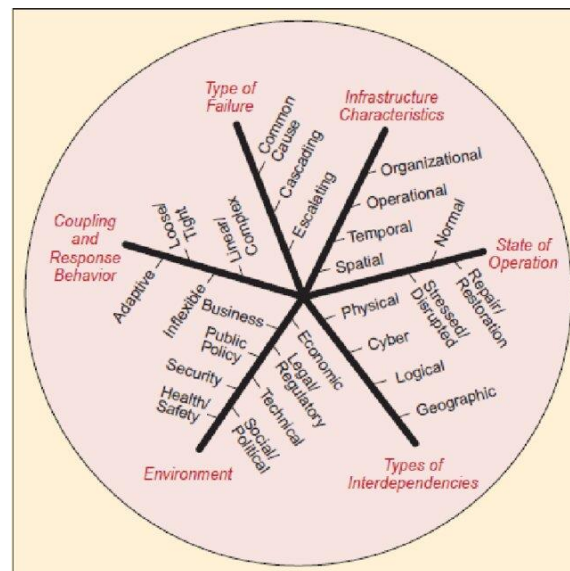 Type of
Failure
Common
Cause
Cascading
Escalating
Infrastructure
Characteristics
Organizational
Operational
Temporal
Spatial
State of
Operation
Normal
Repair/
Restoration
Stressed/
Disrupted
Types of
Interdependencies
Physical
Cyber
Logical
Geographic
Environment
Economic
Legal/
Regulatory
Technical
Social/
Political
Business
Public
Policy
Security
Health/
Safety
Coupling
and
Response
Behavior
Adaptive
Loose/
Tight
Inflexible
Linear/
Complex